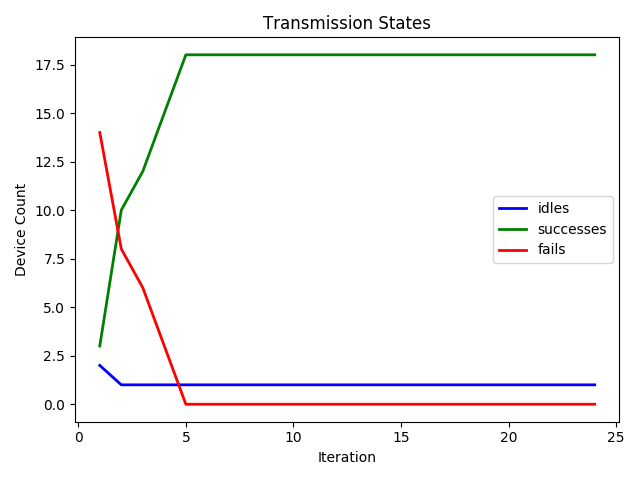 Transmission States
Device Count
17.5
15.0
12.5
10.0
7.5
5.0
2.5
0.0
idles
successes
fails
0 5 10 15 20 25
Iteration